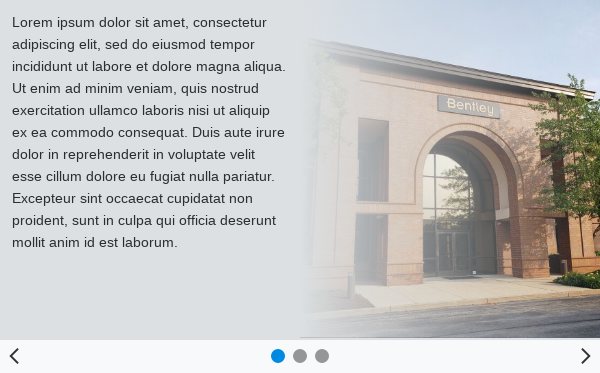 Lorem ipsum dolor sit amet, consectetur
adipiscing elit, sed do eiusmod tempor
incididunt ut labore et dolore magna aliqua.
Ut enim ad minim veniam, quis nostrud
exercitation ullamco laboris nisi ut aliquip
ex ea commodo consequat. Duis aute irure
dolor in reprehenderit in voluptate velit
esse cillum dolore eu fugiat nulla pariatur.
Excepteur sint occaecat cupidatat non
proident, sunt in culpa qui officia deserunt
mollit anim id est laborum.
Bentley